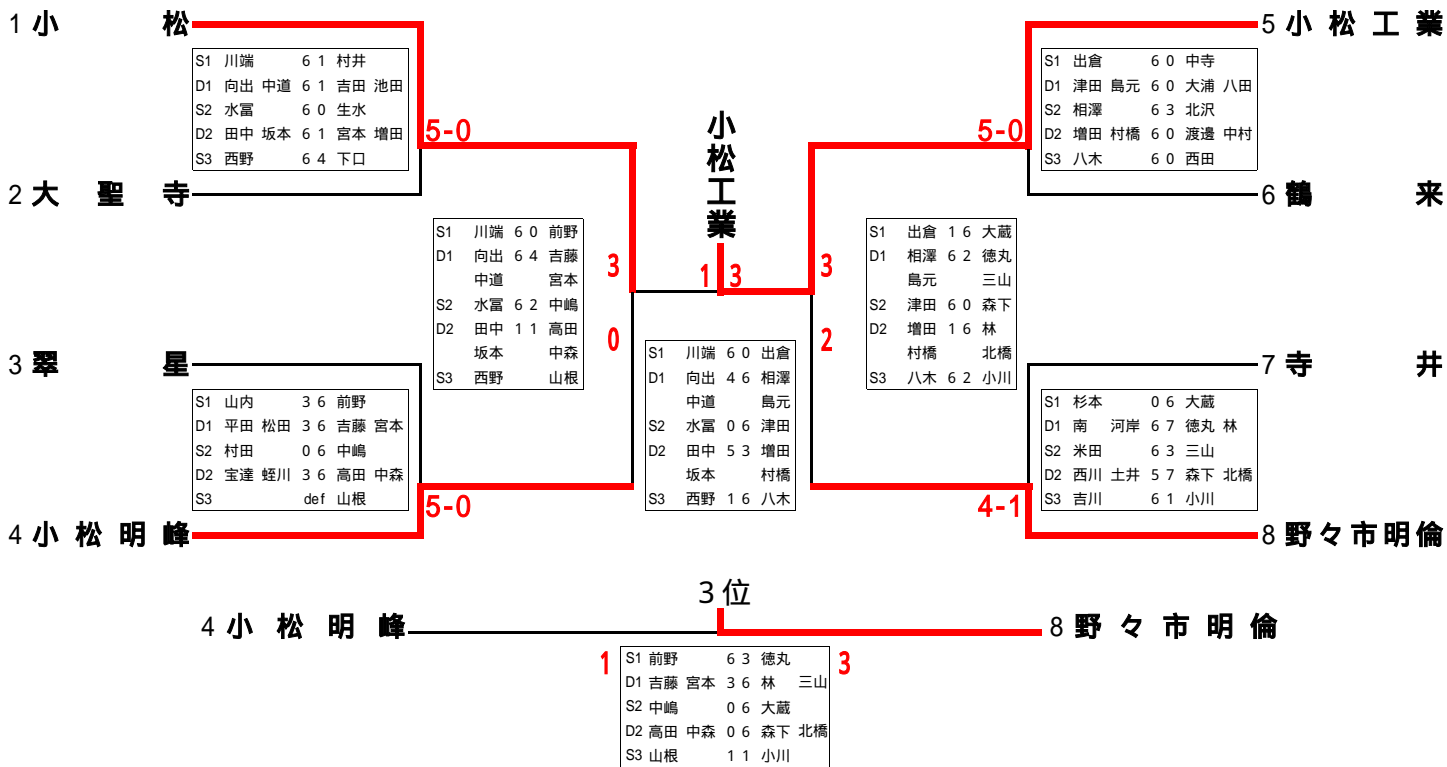 1 小 松
S1 川端 6 1 村井
D1 向出 中道 6 1 吉田 池田
S2 水冨 6 0 生水
D2 田中 坂本 6 1 宮本 増田
S3 西野 6 4 下口
5-0
2 大 聖 寺
S1 川端 6 0 前野
D1 向出 6 4 吉藤
中道 宮本
S2 水冨 6 2 中嶋
D2 田中 1 1 高田
坂本 中森
S3 西野 山根
3
0
3 翠 星
S1 山内 3 6 前野
D1 平田 松田 3 6 吉藤 宮本
S2 村田 0 6 中嶋
D2 宝達 蛭川 3 6 高田 中森
S3 def 山根
5-0
4 小 松 明 峰
小松工業
1 3
S1 川端 6 0 出倉
D1 向出 4 6 相澤
中道 島元
S2 水冨 0 6 津田
D2 田中 5 3 増田
坂本 村橋
S3 西野 1 6 八木
5 小 松 工 業
S1 出倉 6 0 中寺
D1 津田 島元 6 0 大浦 八田
S2 相澤 6 3 北沢
D2 増田 村橋 6 0 渡邊 中村
S3 八木 6 0 西田
5-0
6 鶴 来
S1 出倉 1 6 大蔵
D1 相澤 6 2 徳丸
島元 三山
S2 津田 6 0 森下
D2 増田 1 6 林
村橋 北橋
S3 八木 6 2 小川
3
2
7 寺 井
S1 杉本 0 6 大蔵
D1 南 河岸 6 7 徳丸 林
S2 米田 6 3 三山
D2 西川 土井 5 7 森下 北橋
S3 吉川 6 1 小川
4-1
8 野々市明倫
3位
4 小 松 明 峰
8 野 々 市 明 倫
1
3
S1 前野 6 3 徳丸
D1 吉藤 宮本 3 6 林 三山
S2 中嶋 0 6 大蔵
D2 高田 中森 0 6 森下 北橋
S3 山根 1 1 小川